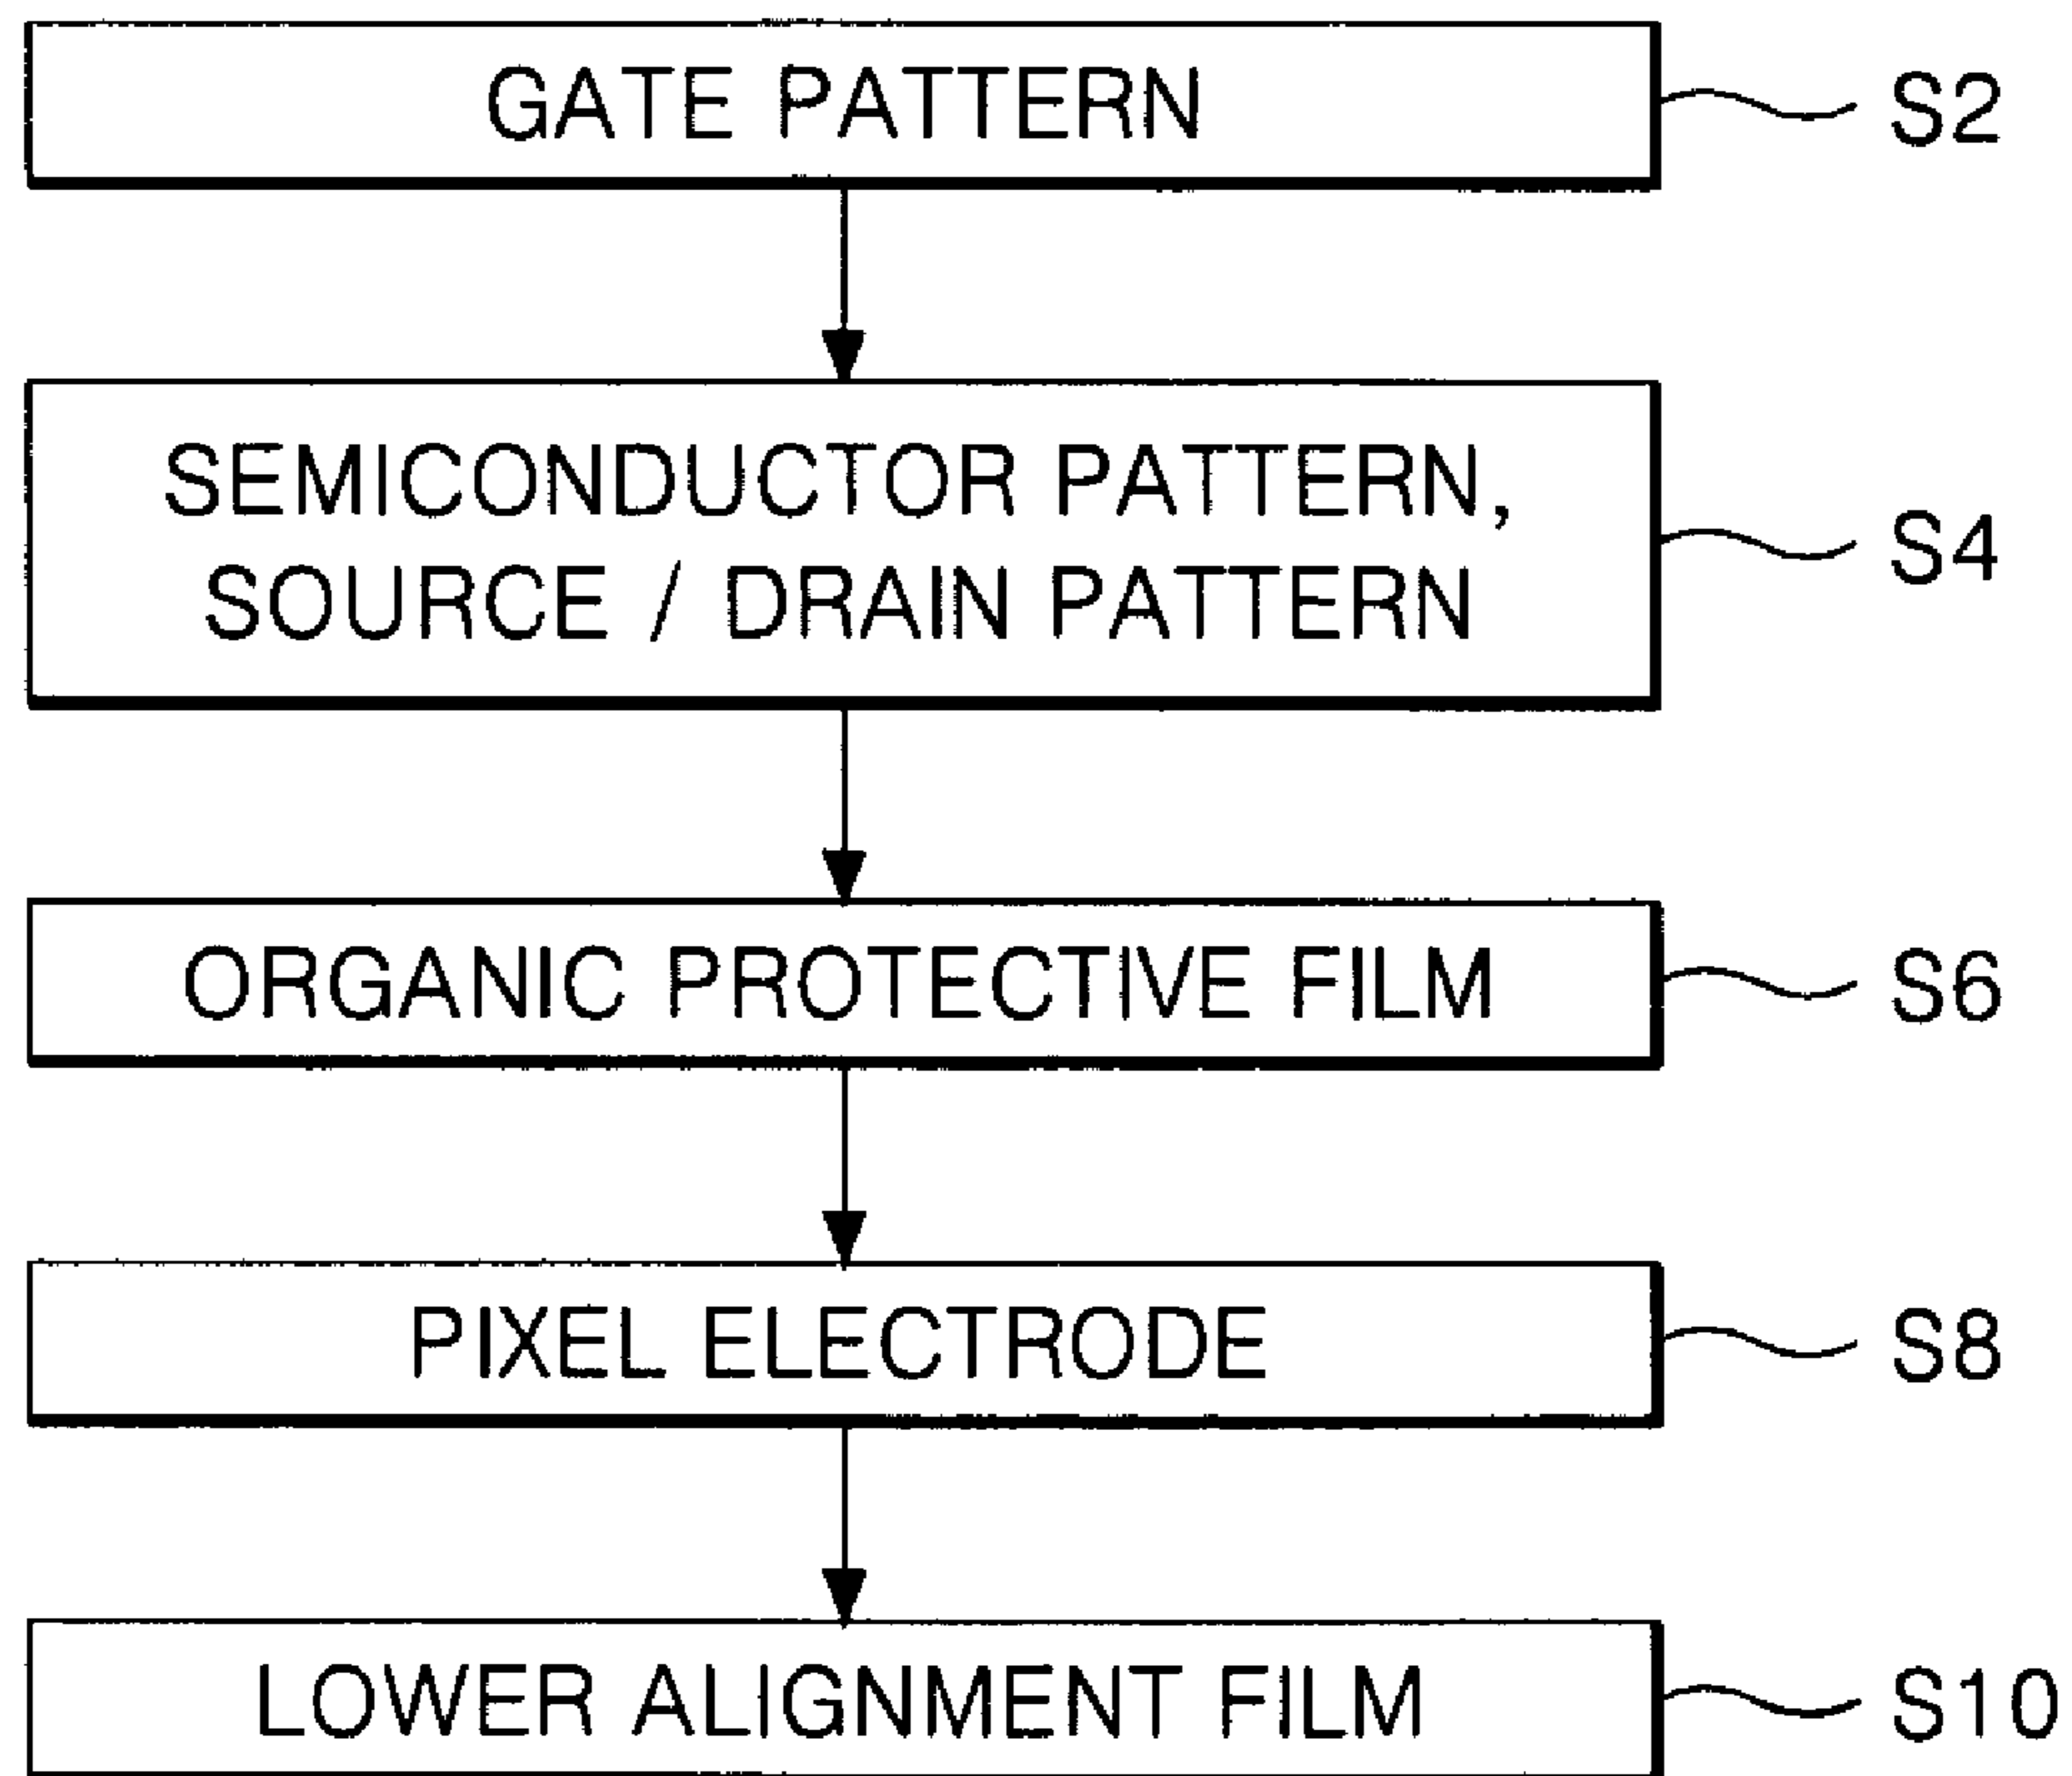 GATE PATTERN
S2
SEMICONDUCTOR PATTERN,
SOURCE / DRAIN PATTERN
S4
ORGANIC PROTECTIVE FILM
S6
PIXEL ELECTRODE
S8
LOWER ALIGNMENT FILM
S10